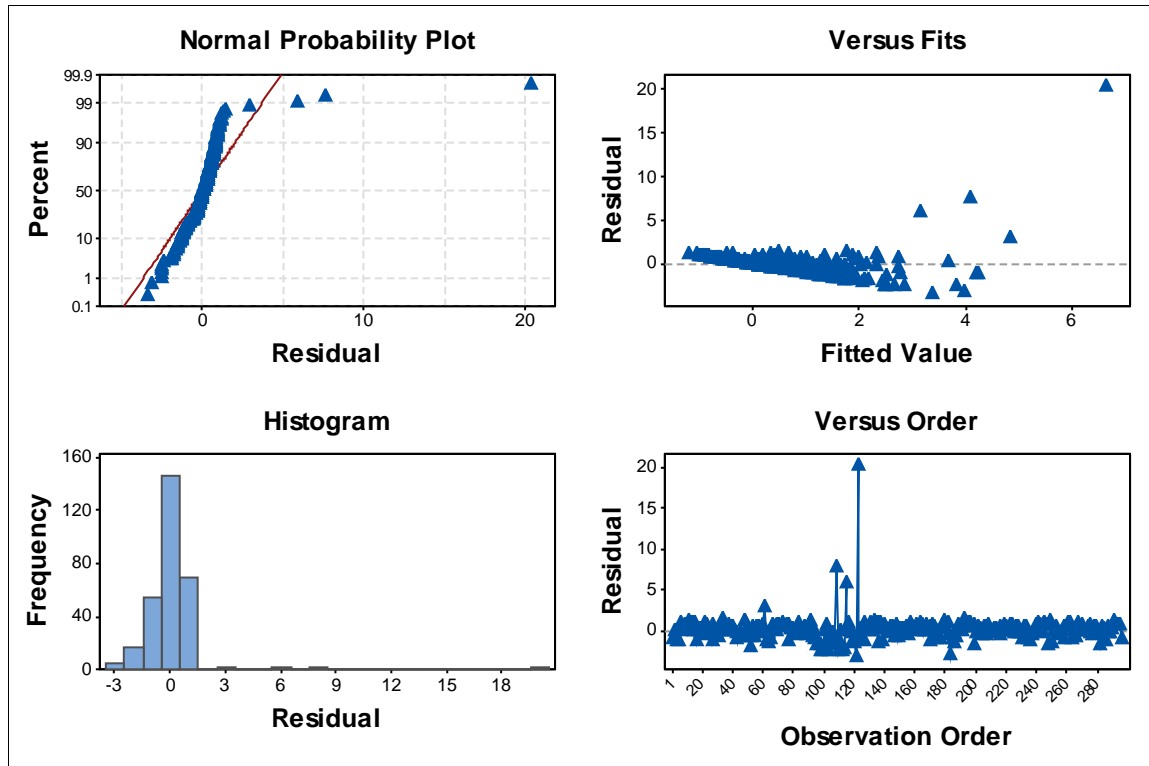 Normal Probability Plot
99.9
99
90
50
10
1
0.1
Percent
0 10 20
Residual
Versus Fits
20
15
10
5
0
Residual
0 2 4 6
Fitted Value
Histogram
160
120
80
40
0
Frequency
-3 0 3 6 9 12 15 18
Residual
Versus Order
20
15
10
5
0
Residual
1 20 40 60 80 100 120 140 160 180 200 220 240 260 280
Observation Order